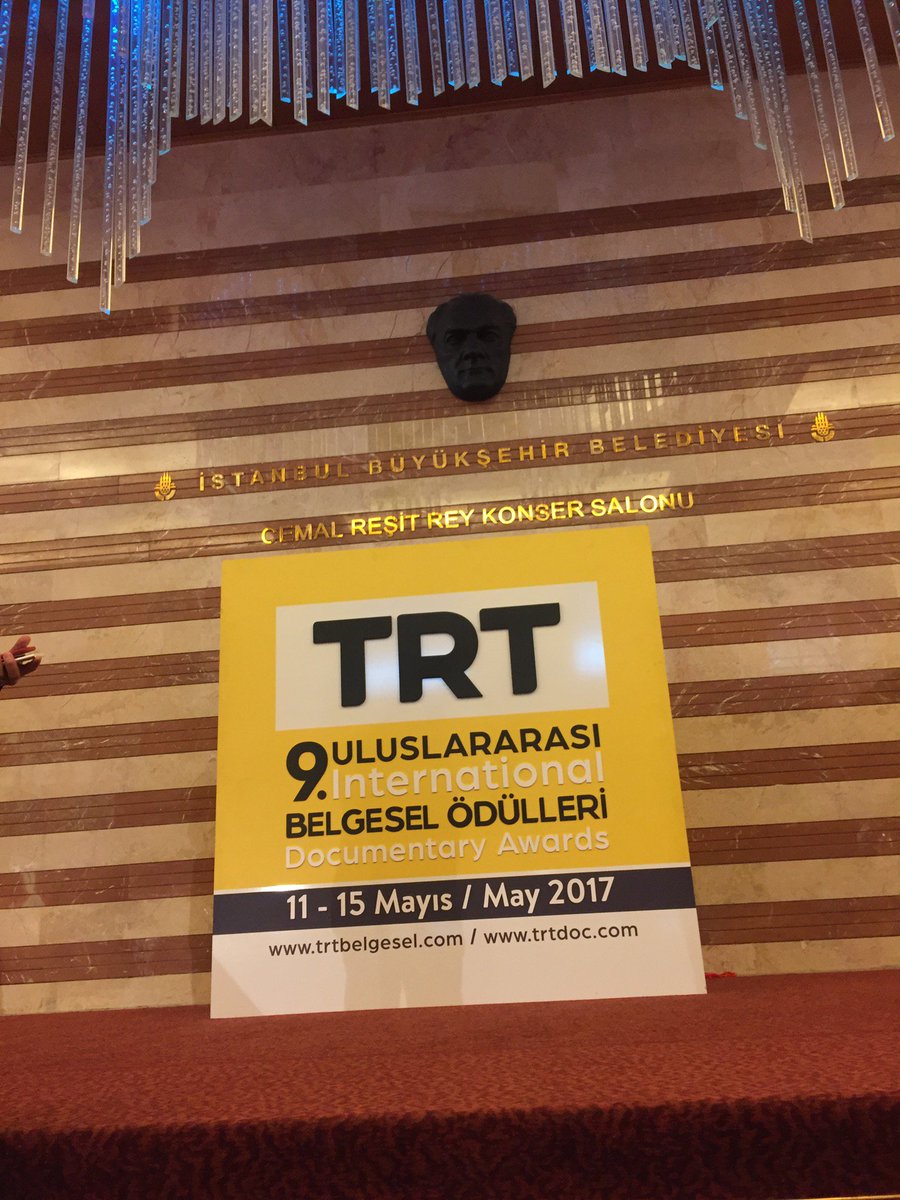 İSTANBUL BÜYÜKŞEHİR BELEDİYESİ
CEMAL REŞİT REY KONSER SALONU
TRT
9. ULUSLARARASI
International
BELGESEL ÖDÜLLERİ
Documentary Awards
11 - 15 Mayıs / May 2017
www.trtbelgesel.com / www.trtdoc.com